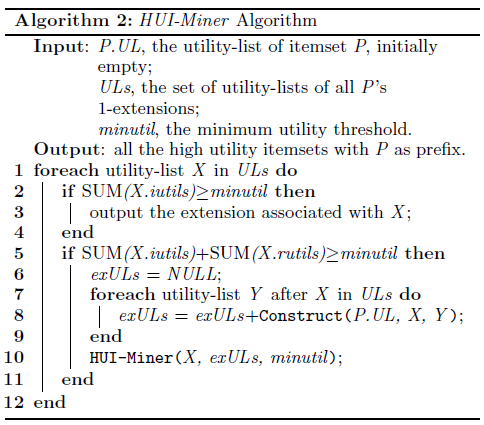 Algorithm 2: HUI-Miner Algorithm
Input: P.UL, the utility-list of itemset P, initially
empty;
ULs, the set of utility-lists of all P's
1-extensions;
minutil, the minimum utility threshold.
Output: all the high utility itemsets with P as prefix.
1 foreach utility-list X in ULs do
2 if SUM(X.iutils)≥minutil then
3 output the extension associated with X;
4 end
5 if SUM(X.iutils)+SUM(X.rutils)≥minutil then
6 exULs = NULL;
7 foreach utility-list Y after X in ULs do
8 exULs = exULs+Construct(P.UL, X, Y);
9 end
10 HUI-Miner(X, exULs, minutil);
11 end
12 end